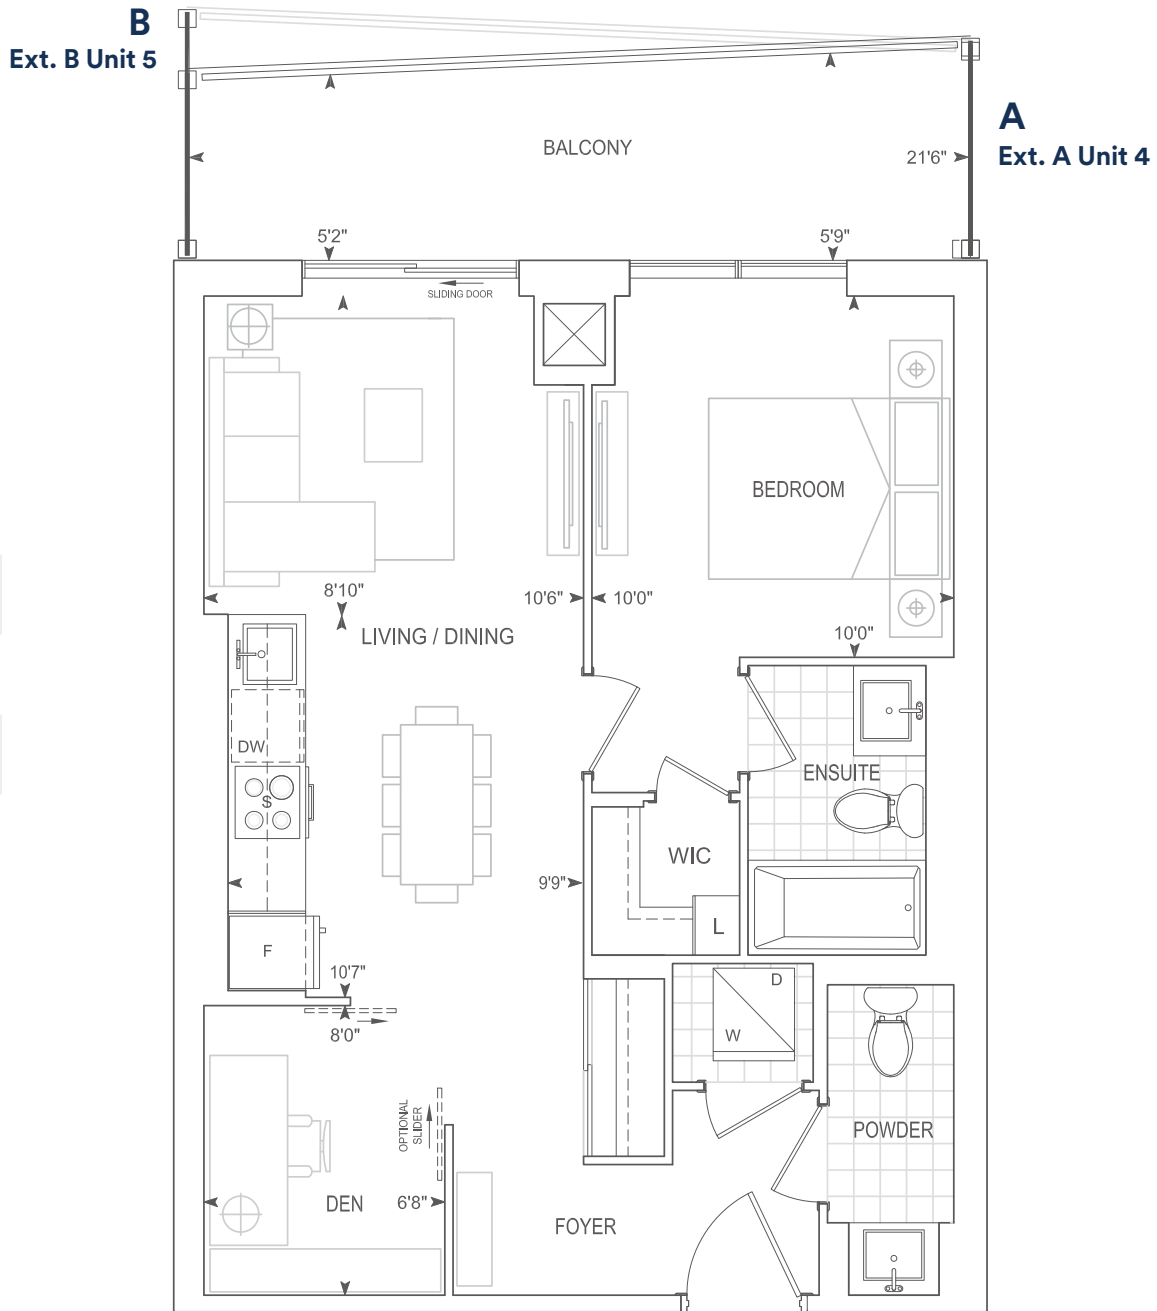 B
Ext. B Unit 5
A
Ext. A Unit 4
BALCONY
21'6"
5'2"
5'9"
SLIDING DOOR
BEDROOM
8'10"
10'6"
10'0"
LIVING / DINING
10'0"
DW
ENSUITE
S
WIC
9'9"
L
F
10'7"
D
8'0"
W
OPTIONAL
SLIDER
POWDER
DEN
6'8"
FOYER